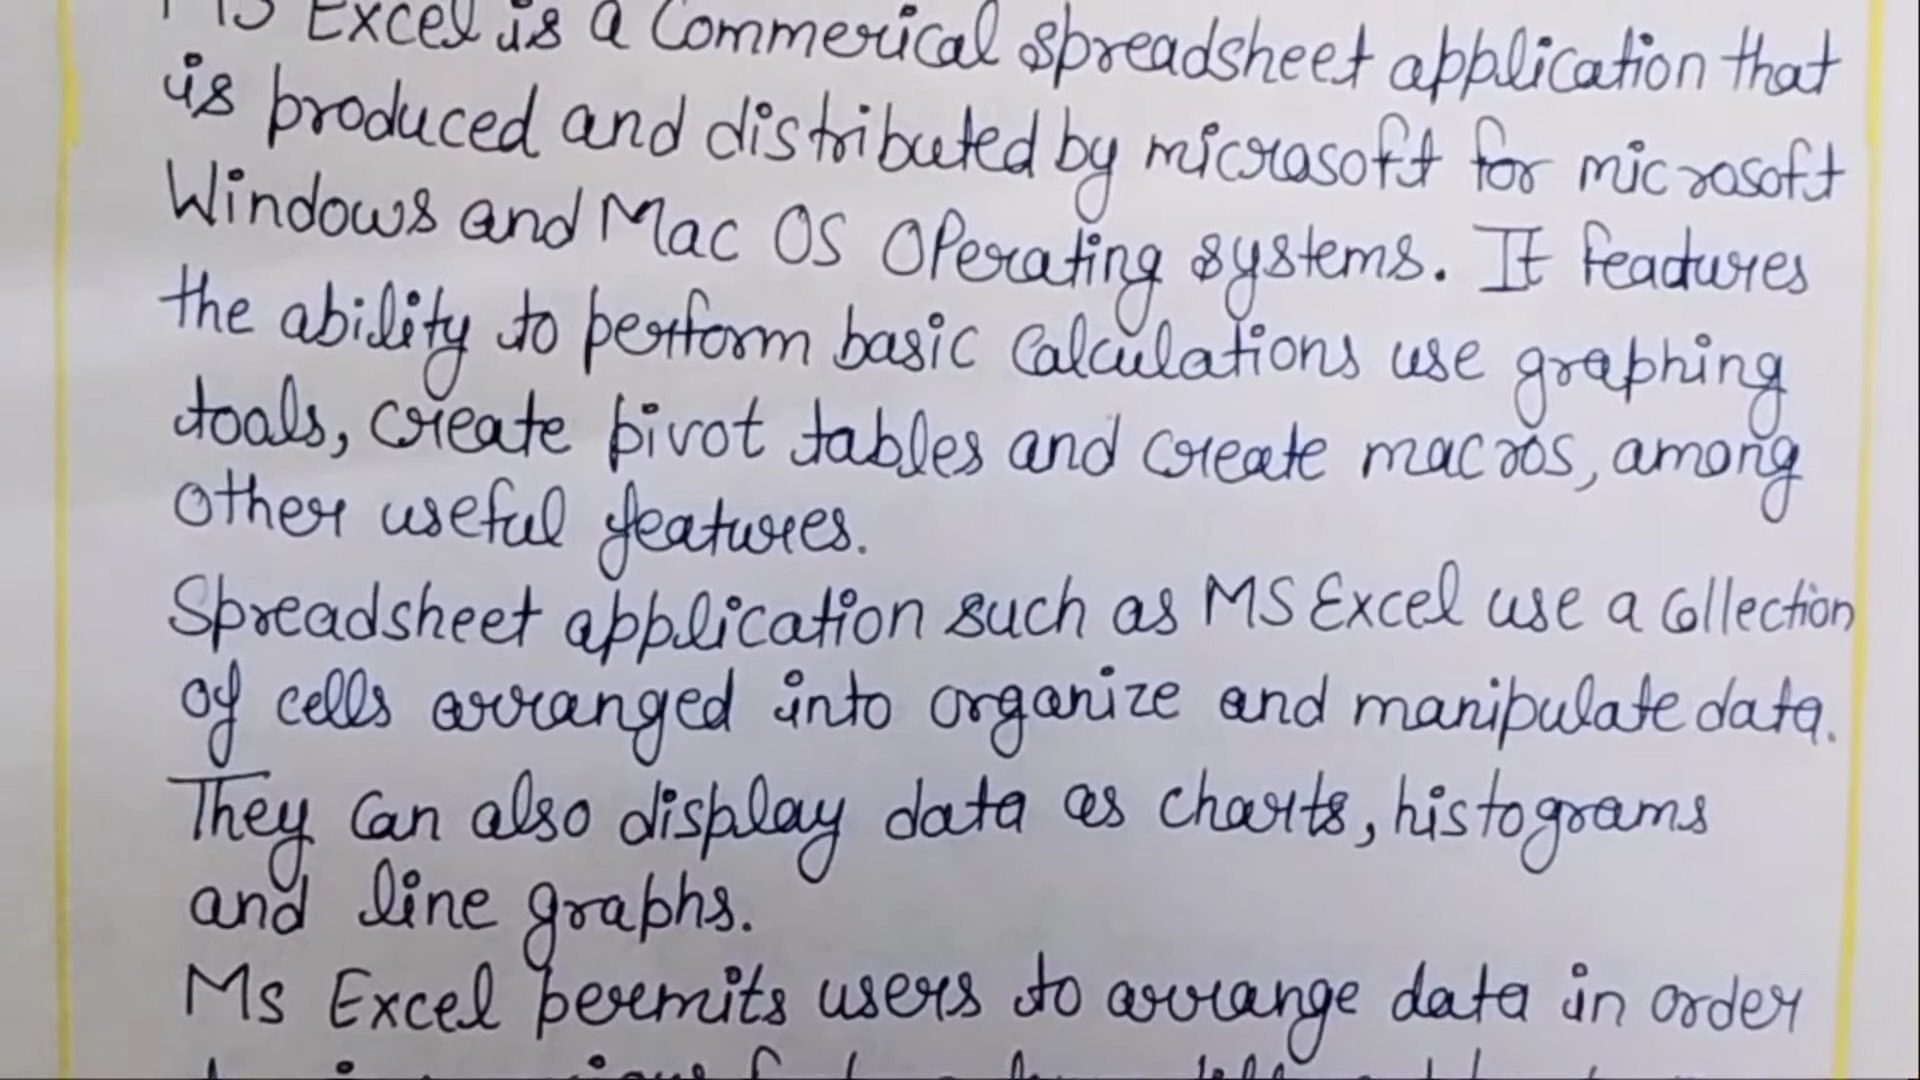 MS Excel is a Commerical spreadsheet application that
is produced and distributed by microsoft for microsoft
Windows and Mac OS Operating systems. It features
the ability to perform basic Calculations use graphing
toals, create pivot tables and create macros, among
other useful features.
Spreadsheet application such as MS Excel use a Collection
of cells arranged into organize and manipulate data.
They Can also display data as charts, histograms
and line graphs.
Ms Excel permits users to arrange data in order